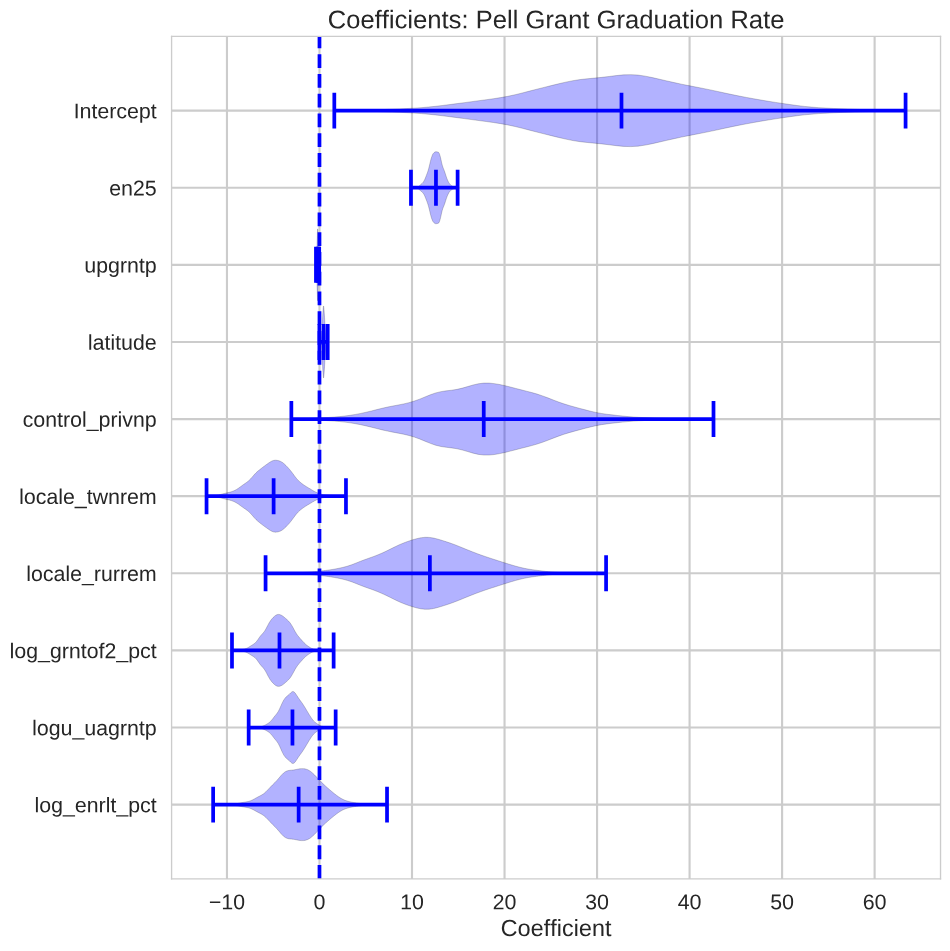 Coefficients: Pell Grant Graduation Rate
Intercept
en25
upgrntp
latitude
control_privnp
locale_twnrem
locale_rurrem
log_grntof2_pct
logu_uagrntp
log_enrlt_pct
−10 0 10 20 30 40 50 60
Coefficient